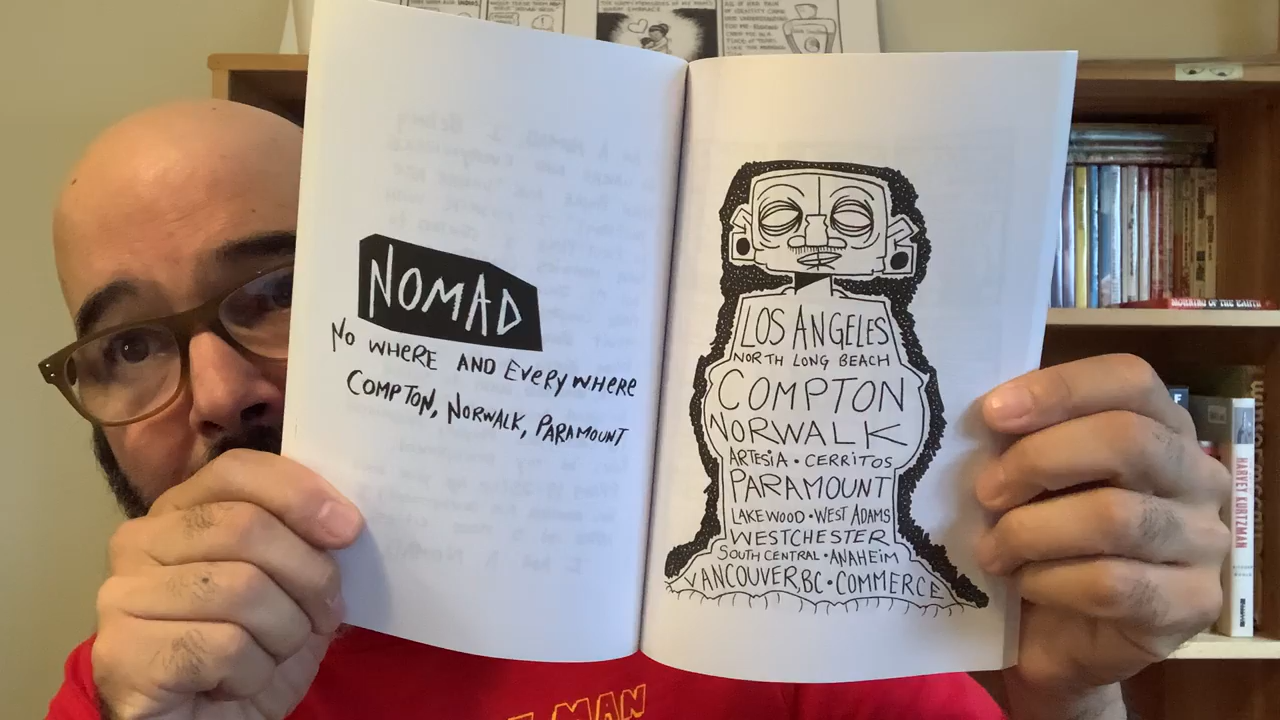 NOMAD
NO WHERE AND EVERYWHERE
COMPTON, NORWALK, PARAMOUNT
LOS ANGELES
NORTH LONG BEACH
COMPTON
NORWALK
ARTESIA • CERRITOS
PARAMOUNT
LAKEWOOD • WEST ADAMS
WESTCHESTER
SOUTH CENTRAL • ANAHEIM
VANCOUVER, BC • COMMERCE
MAN
HARVEY KURTZMAN